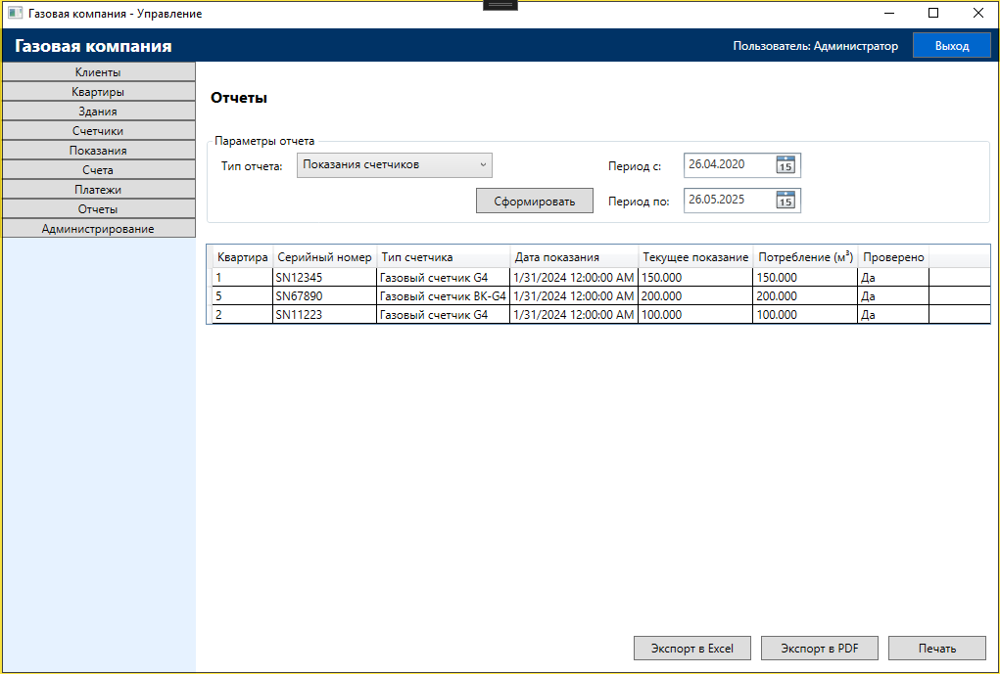 Газовая компания - Управление
Газовая компания
Пользователь: Администратор
Выход
Клиенты
Квартиры
Здания
Счетчики
Показания
Счета
Платежи
Отчеты
Администрирование
Отчеты
Параметры отчета
Тип отчета: Показания счетчиков Период с: 26.04.2020 15
Сформировать Период по: 26.05.2025 15
Квартира Серийный номер Тип счетчика Дата показания Текущее показание Потребление (м³) Проверено
1 SN12345 Газовый счетчик G4 1/31/2024 12:00:00 AM 150.000 150.000 Да
5 SN67890 Газовый счетчик ВК-G4 1/31/2024 12:00:00 AM 200.000 200.000 Да
2 SN11223 Газовый счетчик G4 1/31/2024 12:00:00 AM 100.000 100.000 Да
Экспорт в Excel Экспорт в PDF Печать